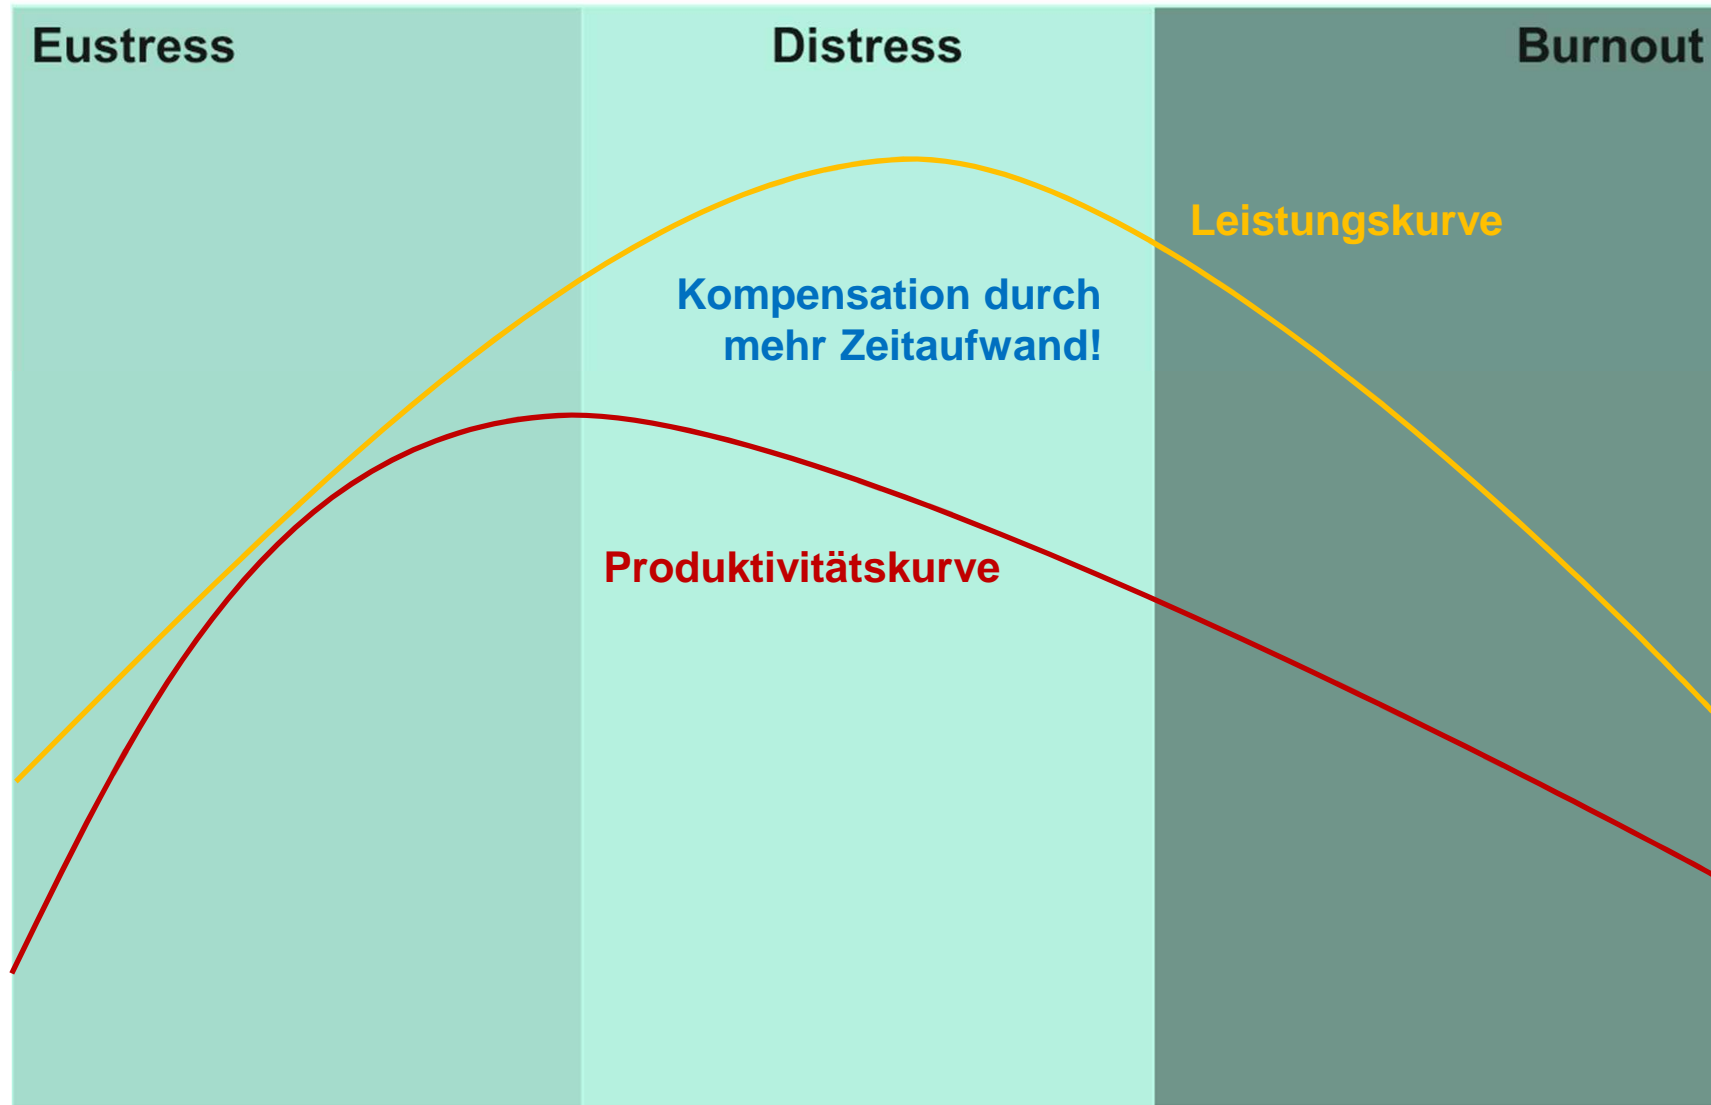 Eustress
Distress
Burnout
Leistungskurve
Kompensation durch
mehr Zeitaufwand!
Produktivitätskurve